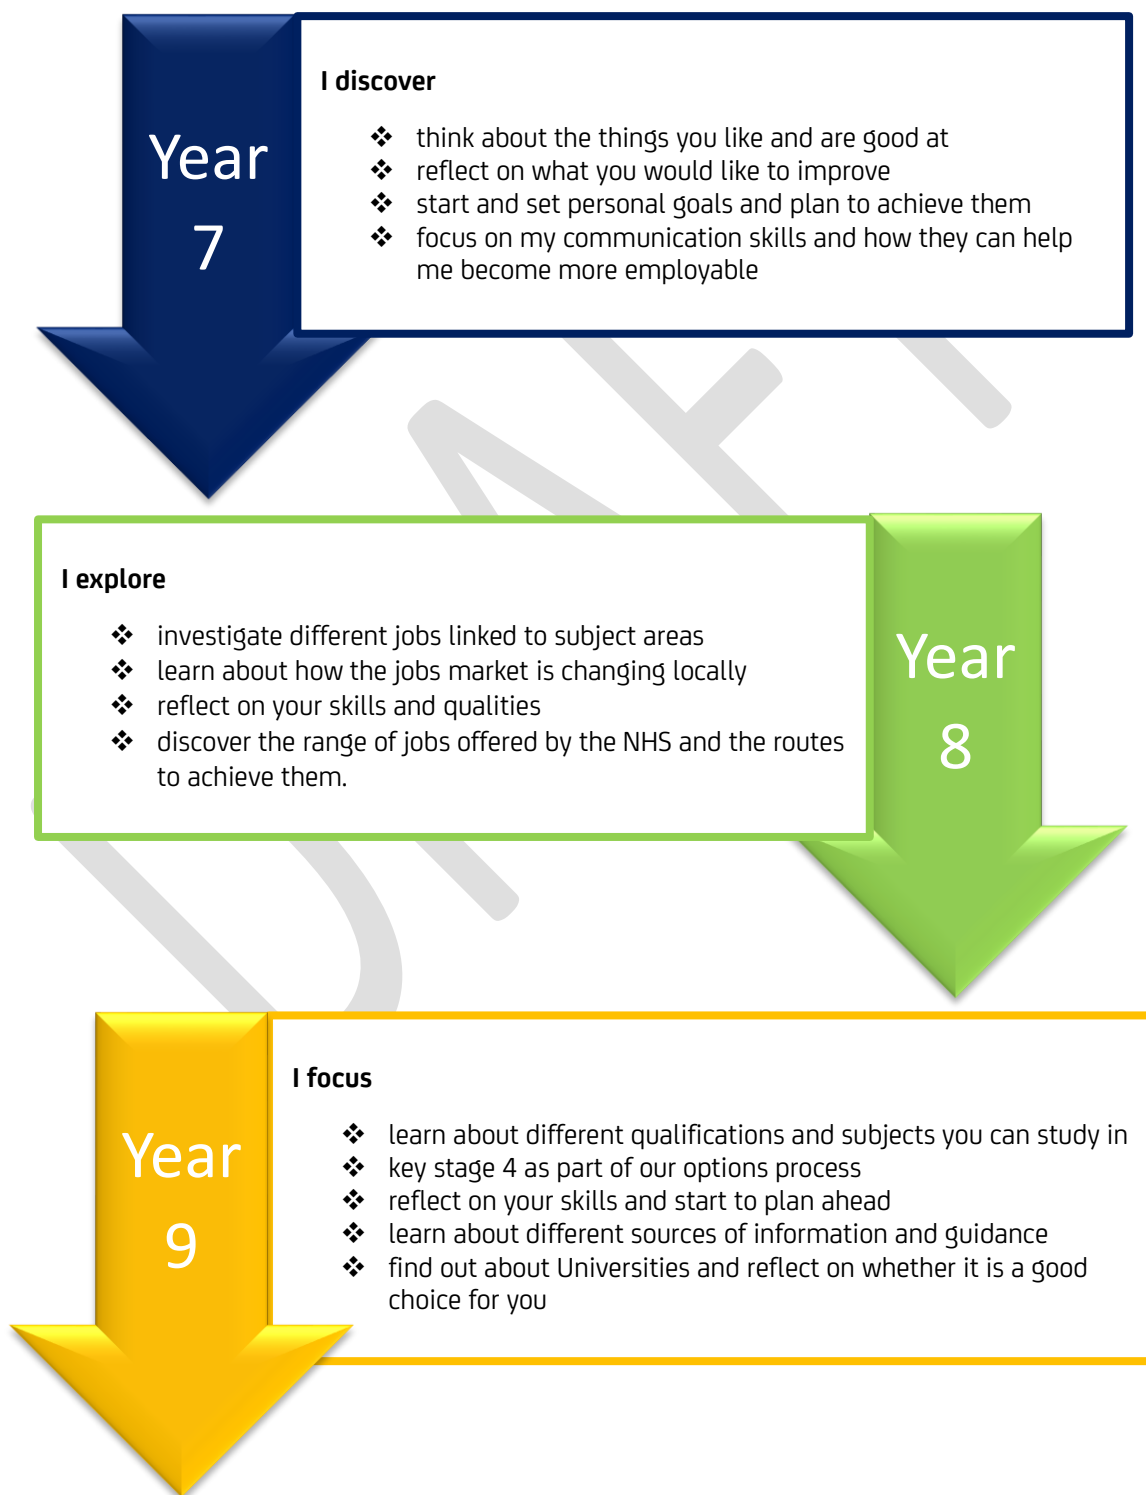 Year
7
I discover
❖ think about the things you like and are good at
❖ reflect on what you would like to improve
❖ start and set personal goals and plan to achieve them
❖ focus on my communication skills and how they can help
me become more employable
I explore
❖ investigate different jobs linked to subject areas
❖ learn about how the jobs market is changing locally
❖ reflect on your skills and qualities
❖ discover the range of jobs offered by the NHS and the routes
to achieve them.
Year
8
Year
9
I focus
❖ learn about different qualifications and subjects you can study in
❖ key stage 4 as part of our options process
❖ reflect on your skills and start to plan ahead
❖ learn about different sources of information and guidance
❖ find out about Universities and reflect on whether it is a good
choice for you
DRAFT